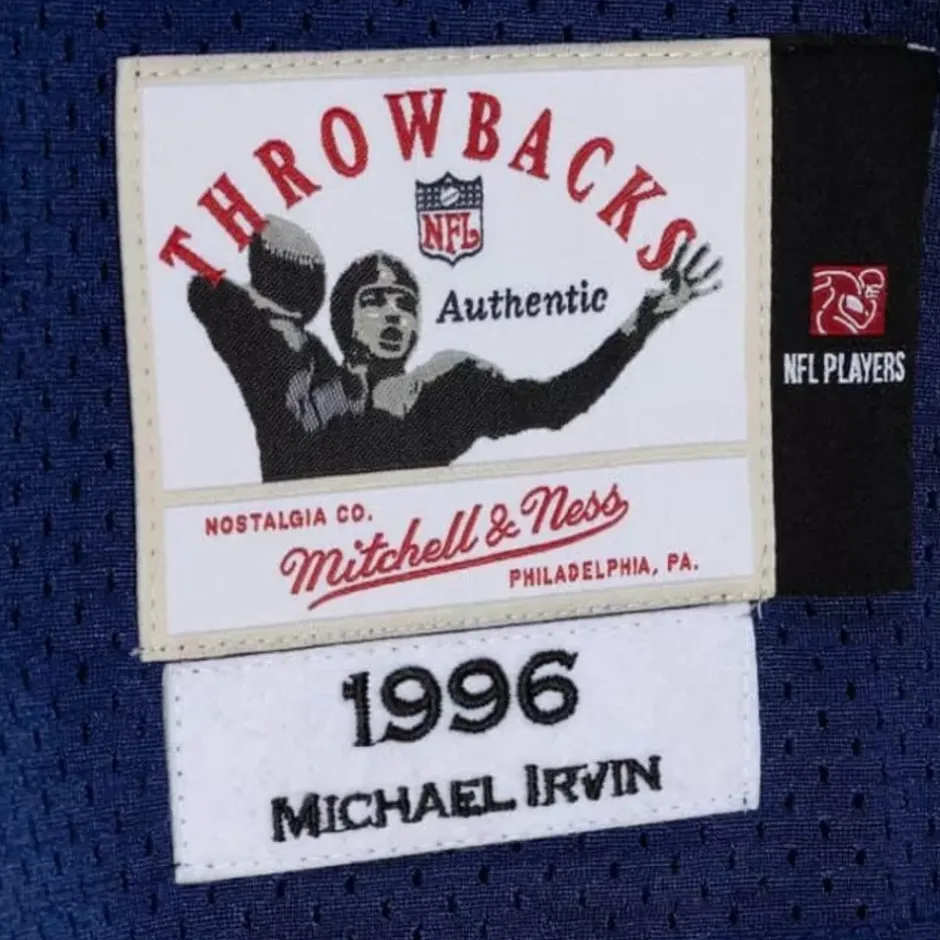 THROWBACKS
NFL
Authentic
NFL PLAYERS
NOSTALGIA CO.
Mitchell & Ness
PHILADELPHIA, PA.
1996
MICHAEL IRVIN